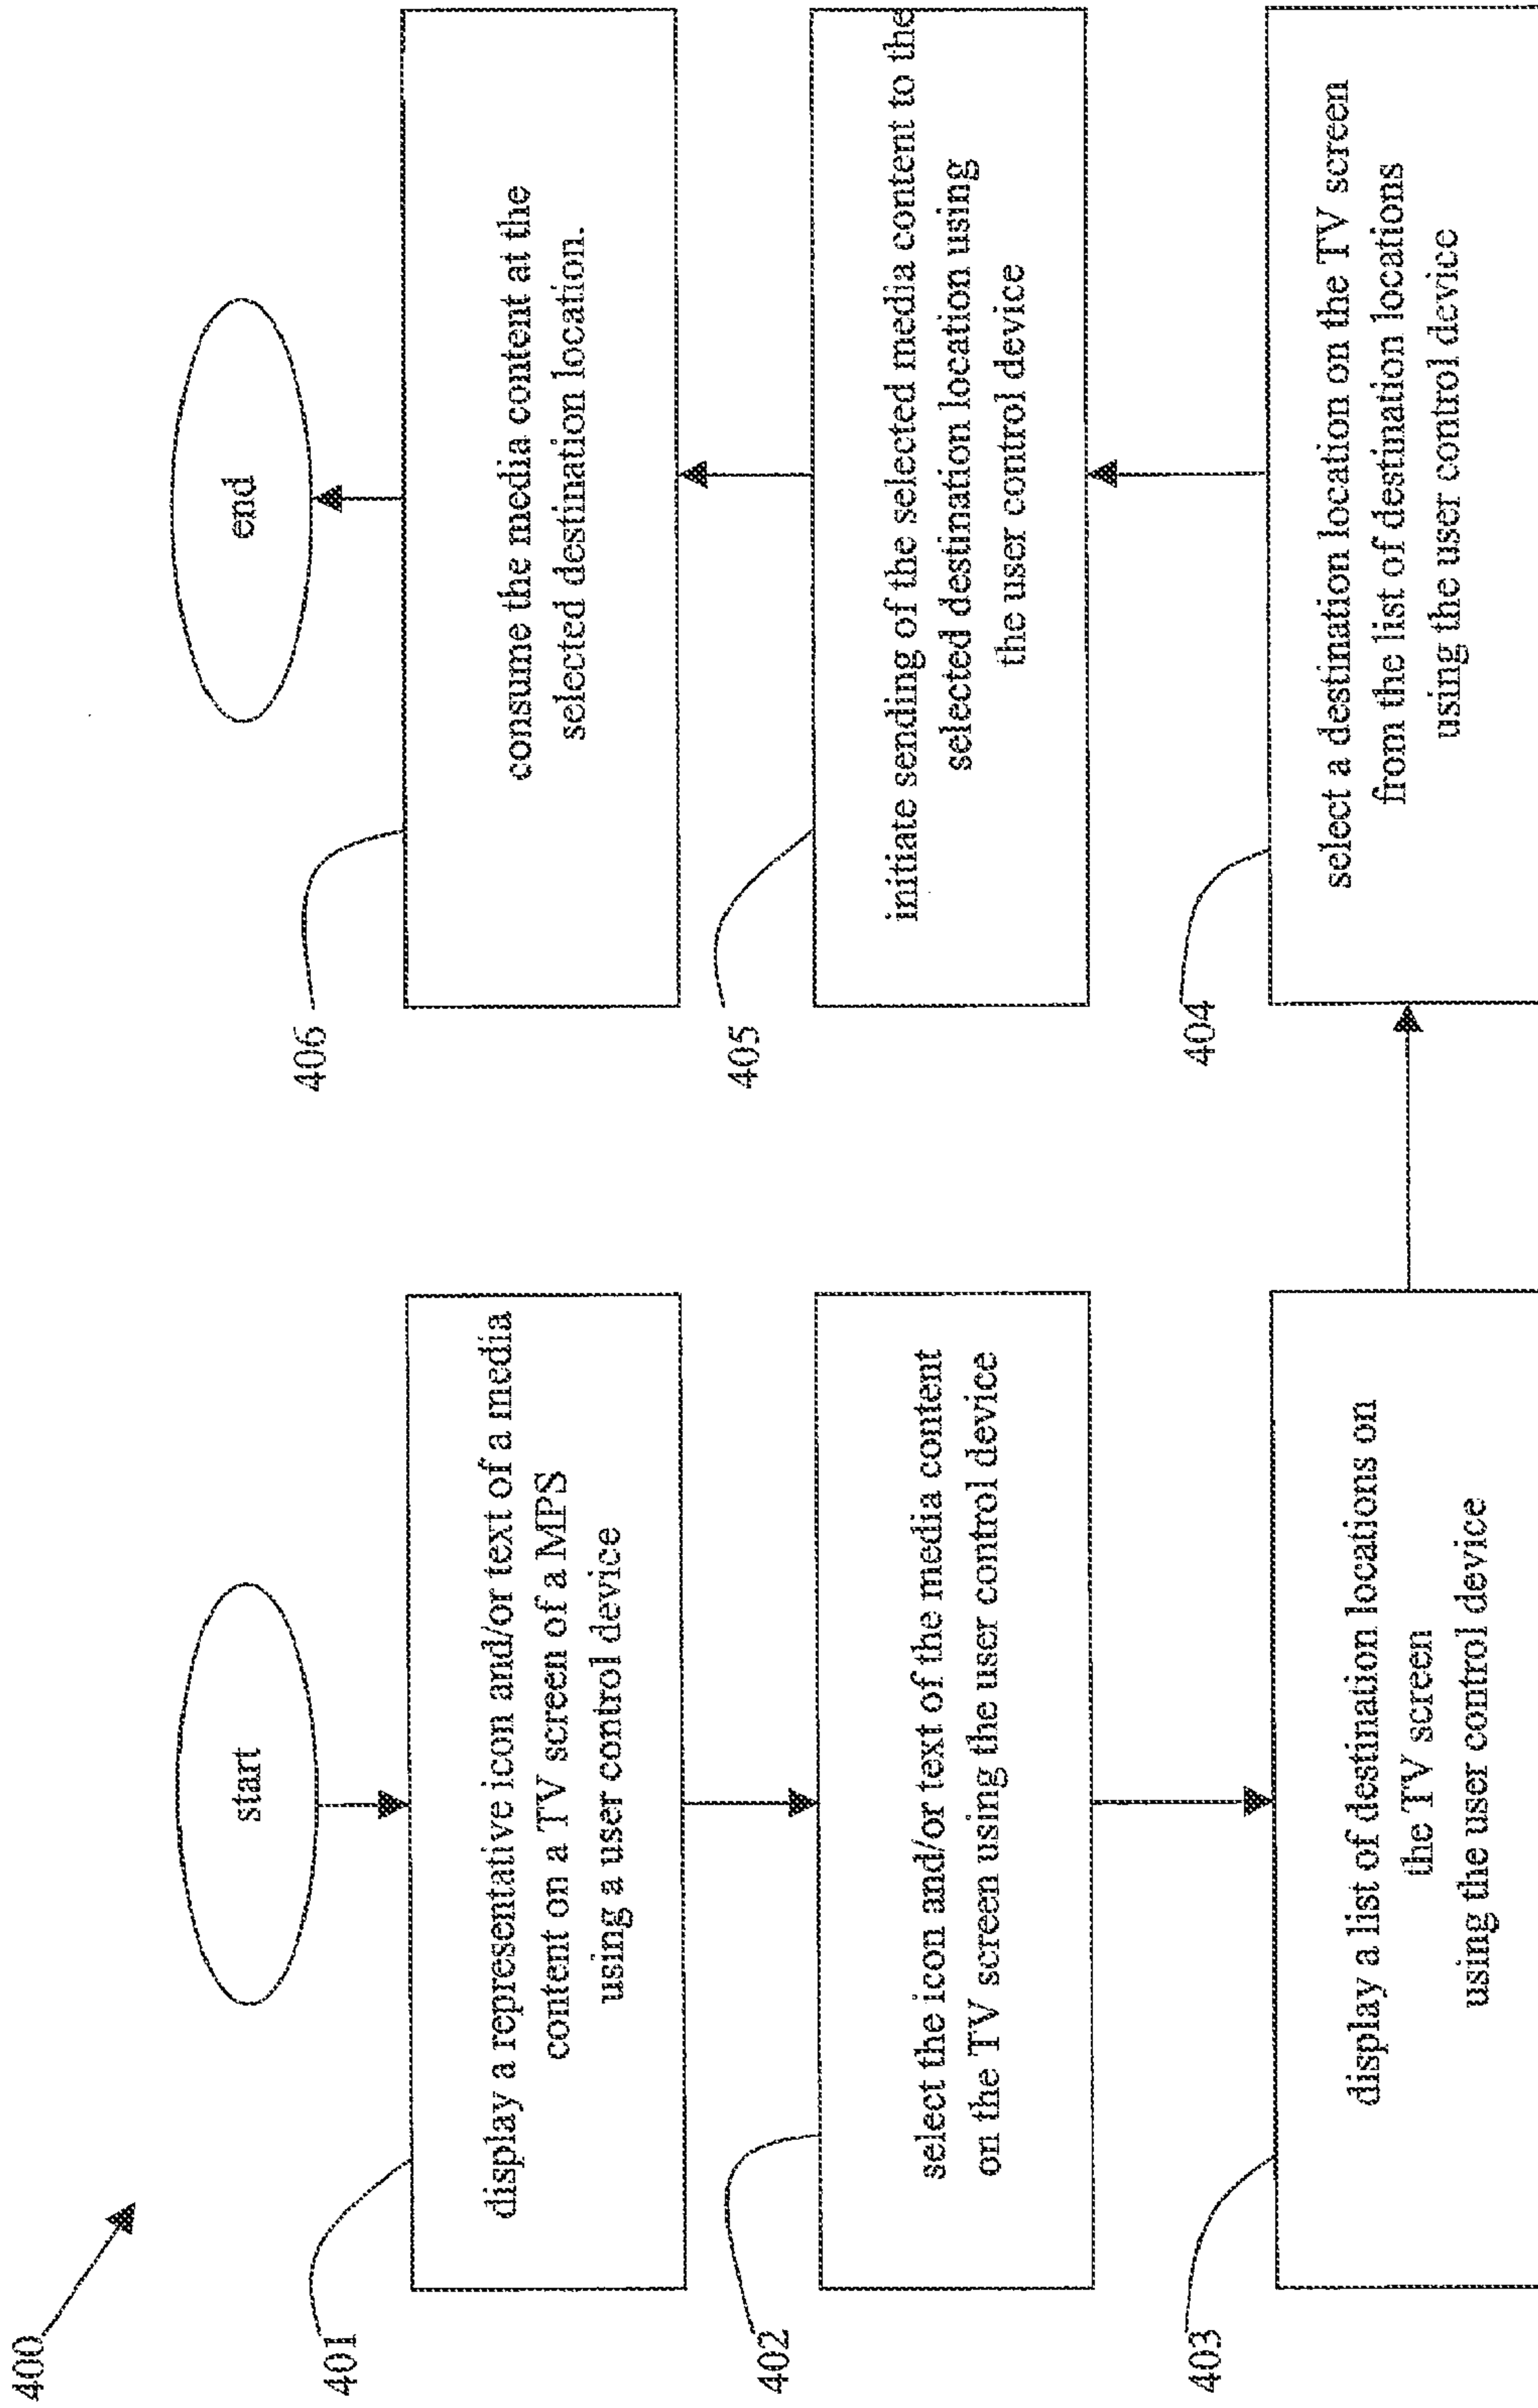 400
start
401
display a representative icon and/or text of a media
content on a TV screen of a MPS
using a user control device
402
select the icon and/or text of the media content
on the TV screen using the user control device
403
display a list of destination locations on
the TV screen
using the user control device
404
select a destination location on the TV screen
from the list of destination locations
using the user control device
405
initiate sending of the selected media content to the
selected destination location using
the user control device
406
consume the media content at the
selected destination location.
end